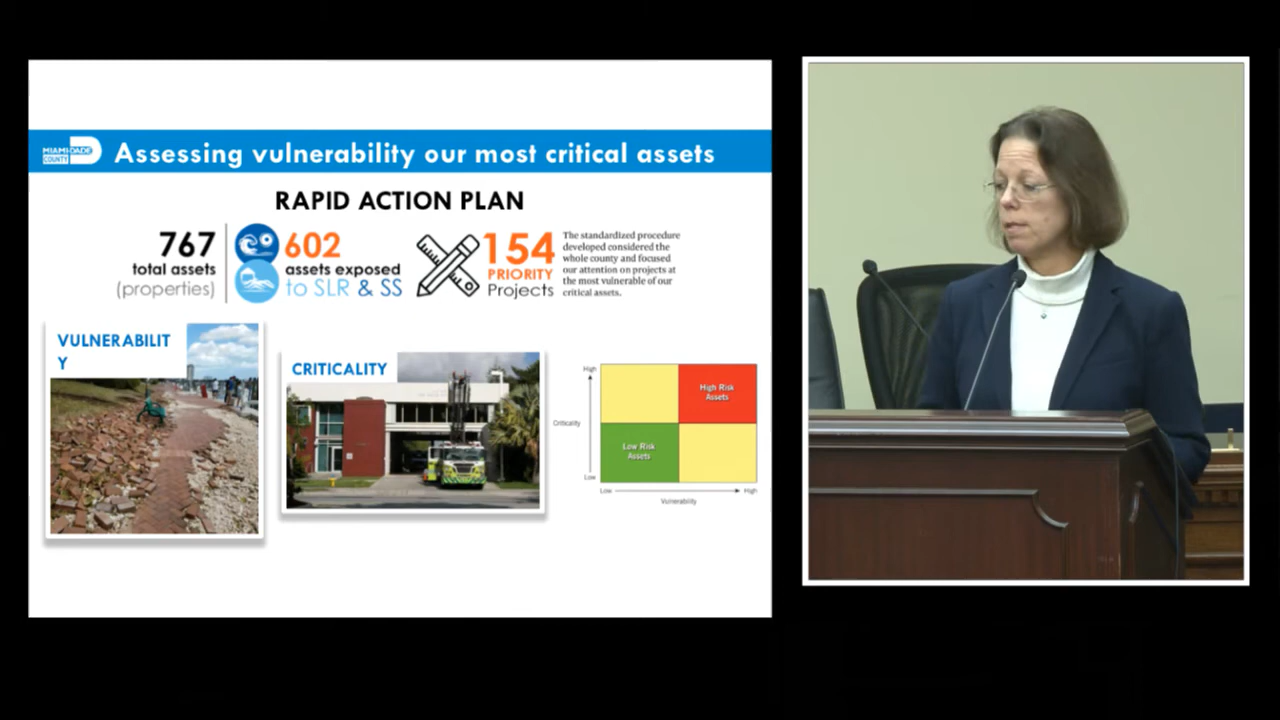 MIAMI-DADE
COUNTY
Assessing vulnerability our most critical assets
RAPID ACTION PLAN
767
total assets
(properties)
602
assets exposed
to SLR & SS
154
PRIORITY
Projects
The standardized procedure
developed considered the
whole county and focused
our attention on projects at
the most vulnerable of our
critical assets.
VULNERABILIT
Y
CRITICALITY
High
Criticality
Low
High Risk
Assets
Low Risk
Assets
Low
High
Vulnerability